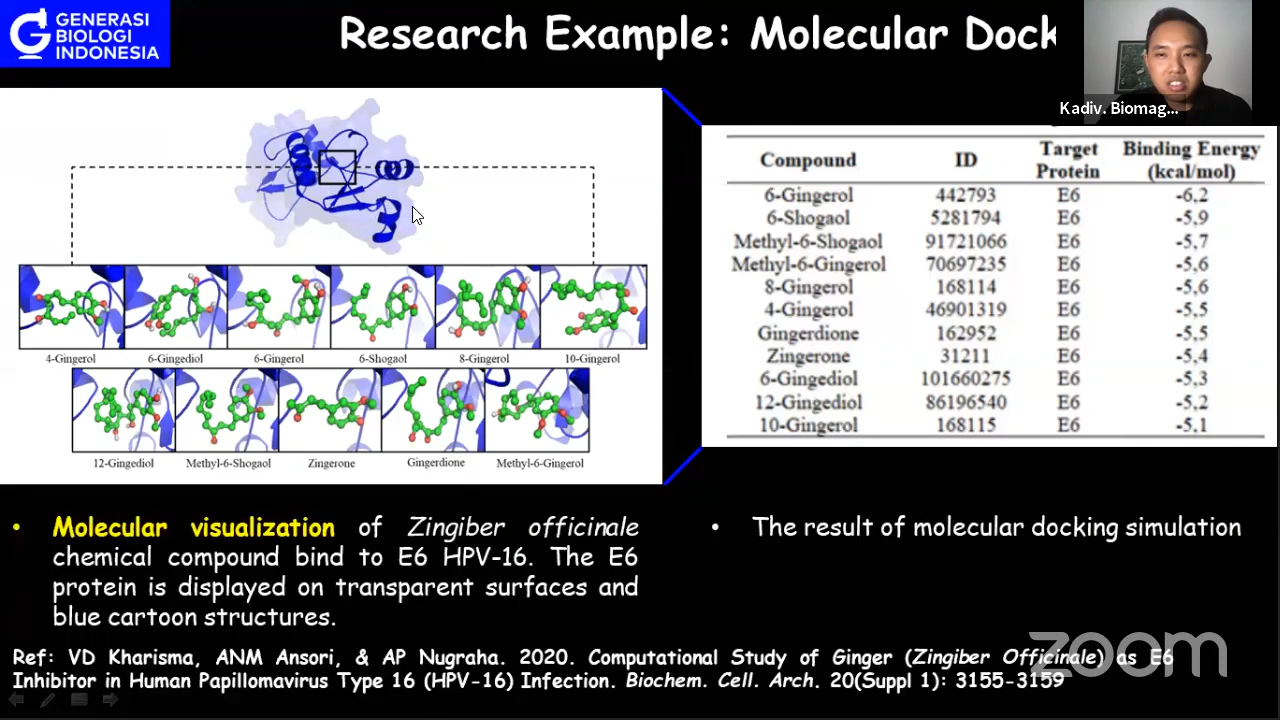 GENERASI
BIOLOGI
INDONESIA
Research Example: Molecular Dock
Kadiv. Biomag...
4-Gingerol 6-Gingediol 6-Gingerol 6-Shogaol 8-Gingerol 10-Gingerol
12-Gingediol Methyl-6-Shogaol Zingerone Gingerdione Methyl-6-Gingerol
Compound ID Target Protein Binding Energy (kcal/mol)
6-Gingerol 442793 E6 -6,2
6-Shogaol 5281794 E6 -5,9
Methyl-6-Shogaol 91721066 E6 -5,7
Methyl-6-Gingerol 70697235 E6 -5,6
8-Gingerol 168114 E6 -5,6
4-Gingerol 46901319 E6 -5,5
Gingerdione 162952 E6 -5,5
Zingerone 31211 E6 -5,4
6-Gingediol 101660275 E6 -5,3
12-Gingediol 86196540 E6 -5,2
10-Gingerol 168115 E6 -5,1
• Molecular visualization of Zingiber officinale
chemical compound bind to E6 HPV-16. The E6
protein is displayed on transparent surfaces and
blue cartoon structures.
• The result of molecular docking simulation
Ref: VD Kharisma, ANM Ansori, & AP Nugraha. 2020. Computational Study of Ginger (Zingiber Officinale) as E6
Inhibitor in Human Papillomavirus Type 16 (HPV-16) Infection. Biochem. Cell. Arch. 20(Suppl 1): 3155-3159
zoom